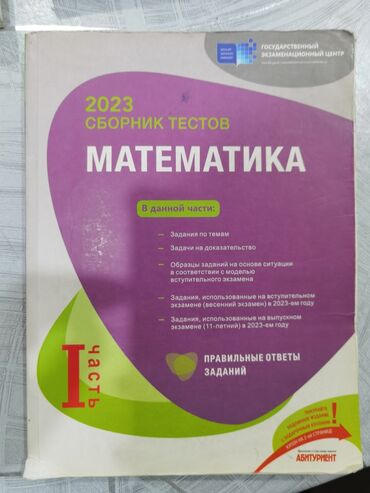 ГОСУДАРСТВЕННЫЙ
ЭКЗАМЕНАЦИОННЫЙ ЦЕНТР
2023
СБОРНИК ТЕСТОВ
МАТЕМАТИКА
В данной части:
Задания по темам
Задачи на доказательство
Образцы заданий на основе ситуации
в соответствии с моделью
вступительного экзамена
Задания, использованные на вступительном
экзамене (весенний экзамен) в 2023-ем году
Задания, использованные на выпускном
экзамене (11-летний) в 2023-ем году
ПРАВИЛЬНЫЕ ОТВЕТЫ
ЗАДАНИЙ
I часть
АБИТУРИЕНТ